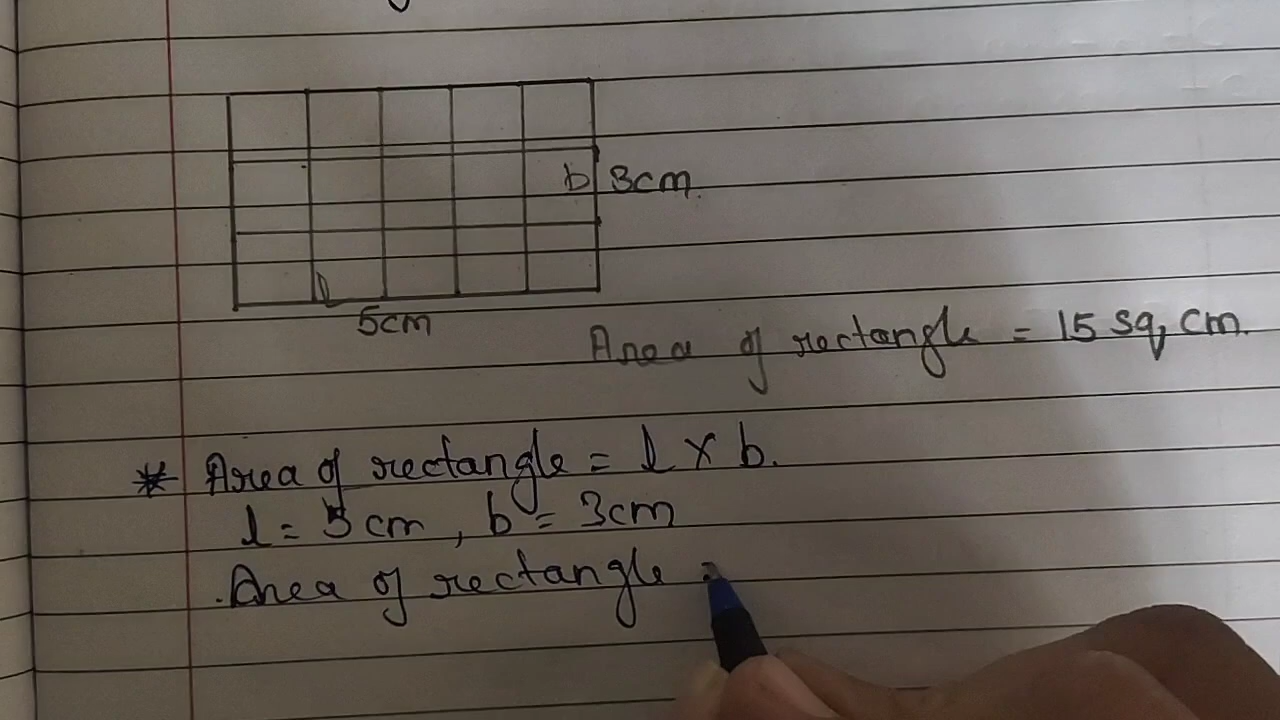 b 3cm.
l
5cm
Area of rectangle = 15 sq, cm.
* Area of rectangle = l × b.
l = 5 cm, b = 3cm
.Area of rectangle =